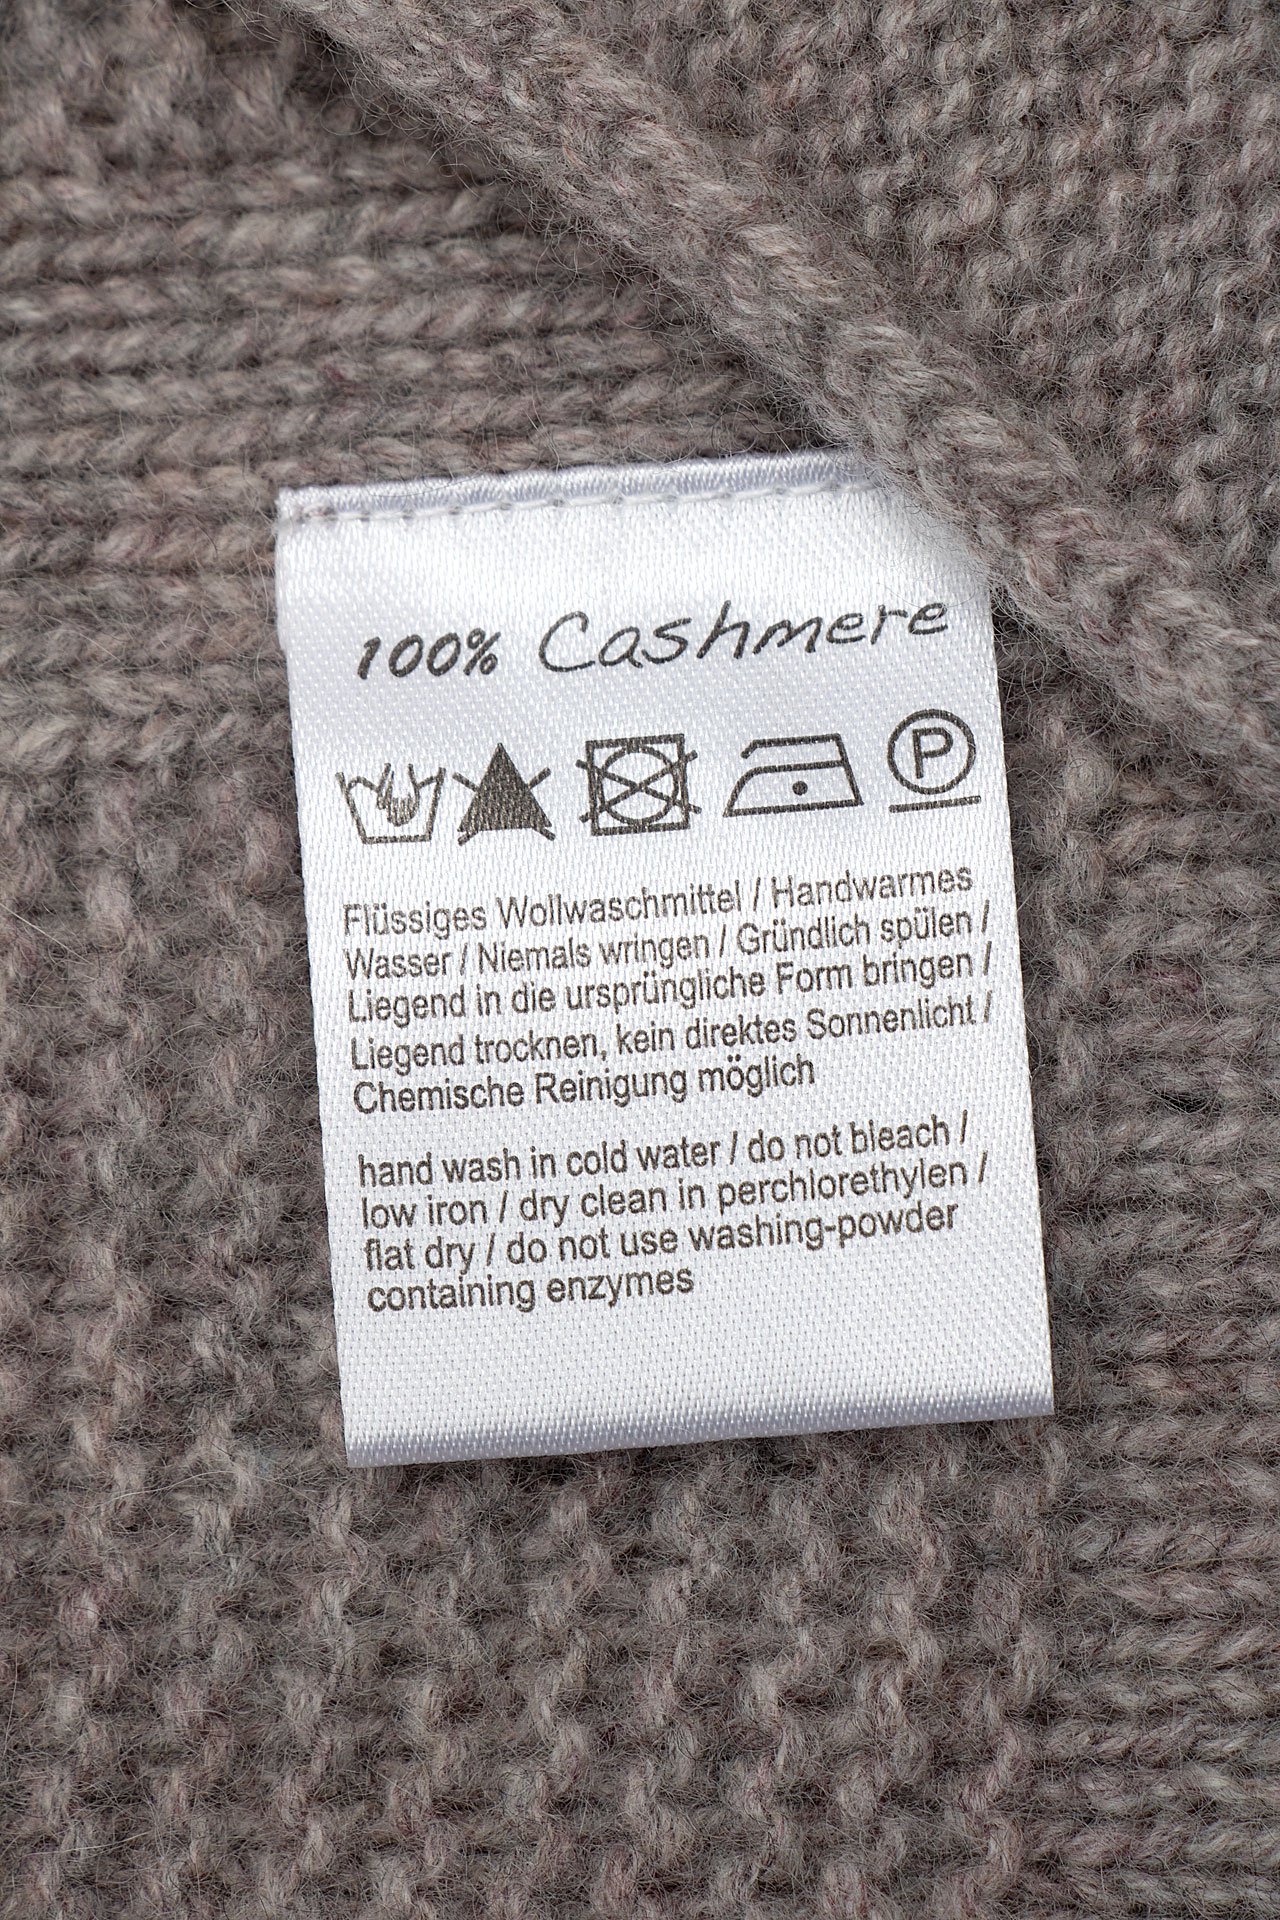 100% Cashmere
P
Flüssiges Wollwaschmittel / Handwarmes
Wasser / Niemals wringen / Gründlich spülen /
Liegend in die ursprüngliche Form bringen /
Liegend trocknen, kein direktes Sonnenlicht /
Chemische Reinigung möglich
hand wash in cold water / do not bleach /
low iron / dry clean in perchlorethylen /
flat dry / do not use washing-powder
containing enzymes